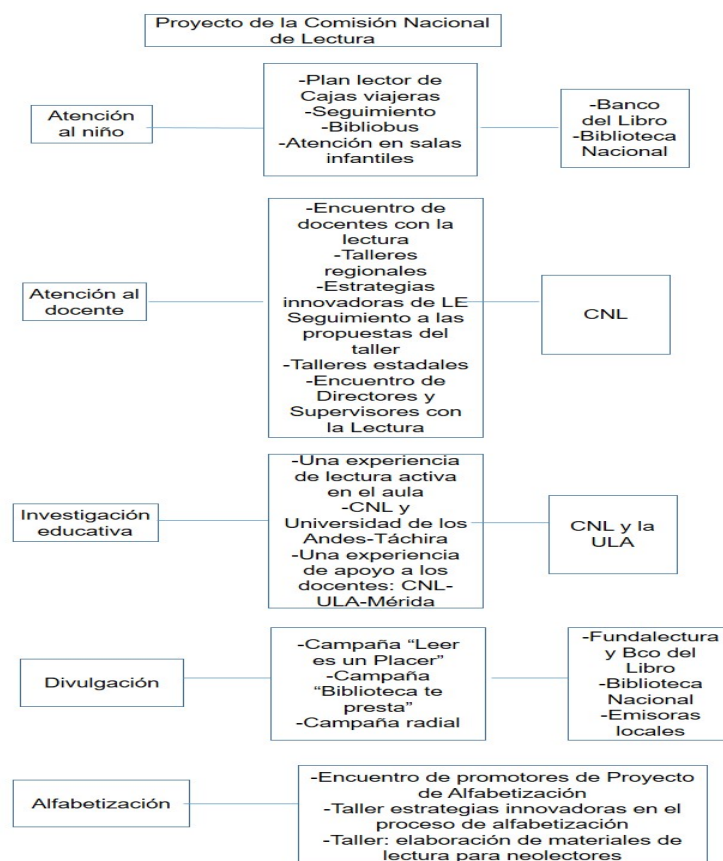 Proyecto de la Comisión Nacional
de Lectura
Atención
al niño
-Plan lector de
Cajas viajeras
-Seguimiento
-Bibliobus
-Atención en salas
infantiles
-Banco
del Libro
-Biblioteca
Nacional
Atención al
docente
-Encuentro de
docentes con la
lectura
-Talleres
regionales
-Estrategias
innovadoras de LE
Seguimiento a las
propuestas del
taller
-Talleres estadales
-Encuentro de
Directores y
Supervisores con
la Lectura
CNL
Investigación
educativa
-Una experiencia
de lectura activa
en el aula
-CNL y
Universidad de los
Andes-Táchira
-Una experiencia
de apoyo a los
docentes: CNL-
ULA-Mérida
CNL y la
ULA
Divulgación
-Campaña “Leer
es un Placer”
-Campaña
“Biblioteca te
presta”
-Campaña radial
-Fundalectura
y Bco del
Libro
-Biblioteca
Nacional
-Emisoras
locales
Alfabetización
-Encuentro de promotores de Proyecto
de Alfabetización
-Taller estrategias innovadoras en el
proceso de alfabetización
-Taller: elaboración de materiales de
lectura para neolectores